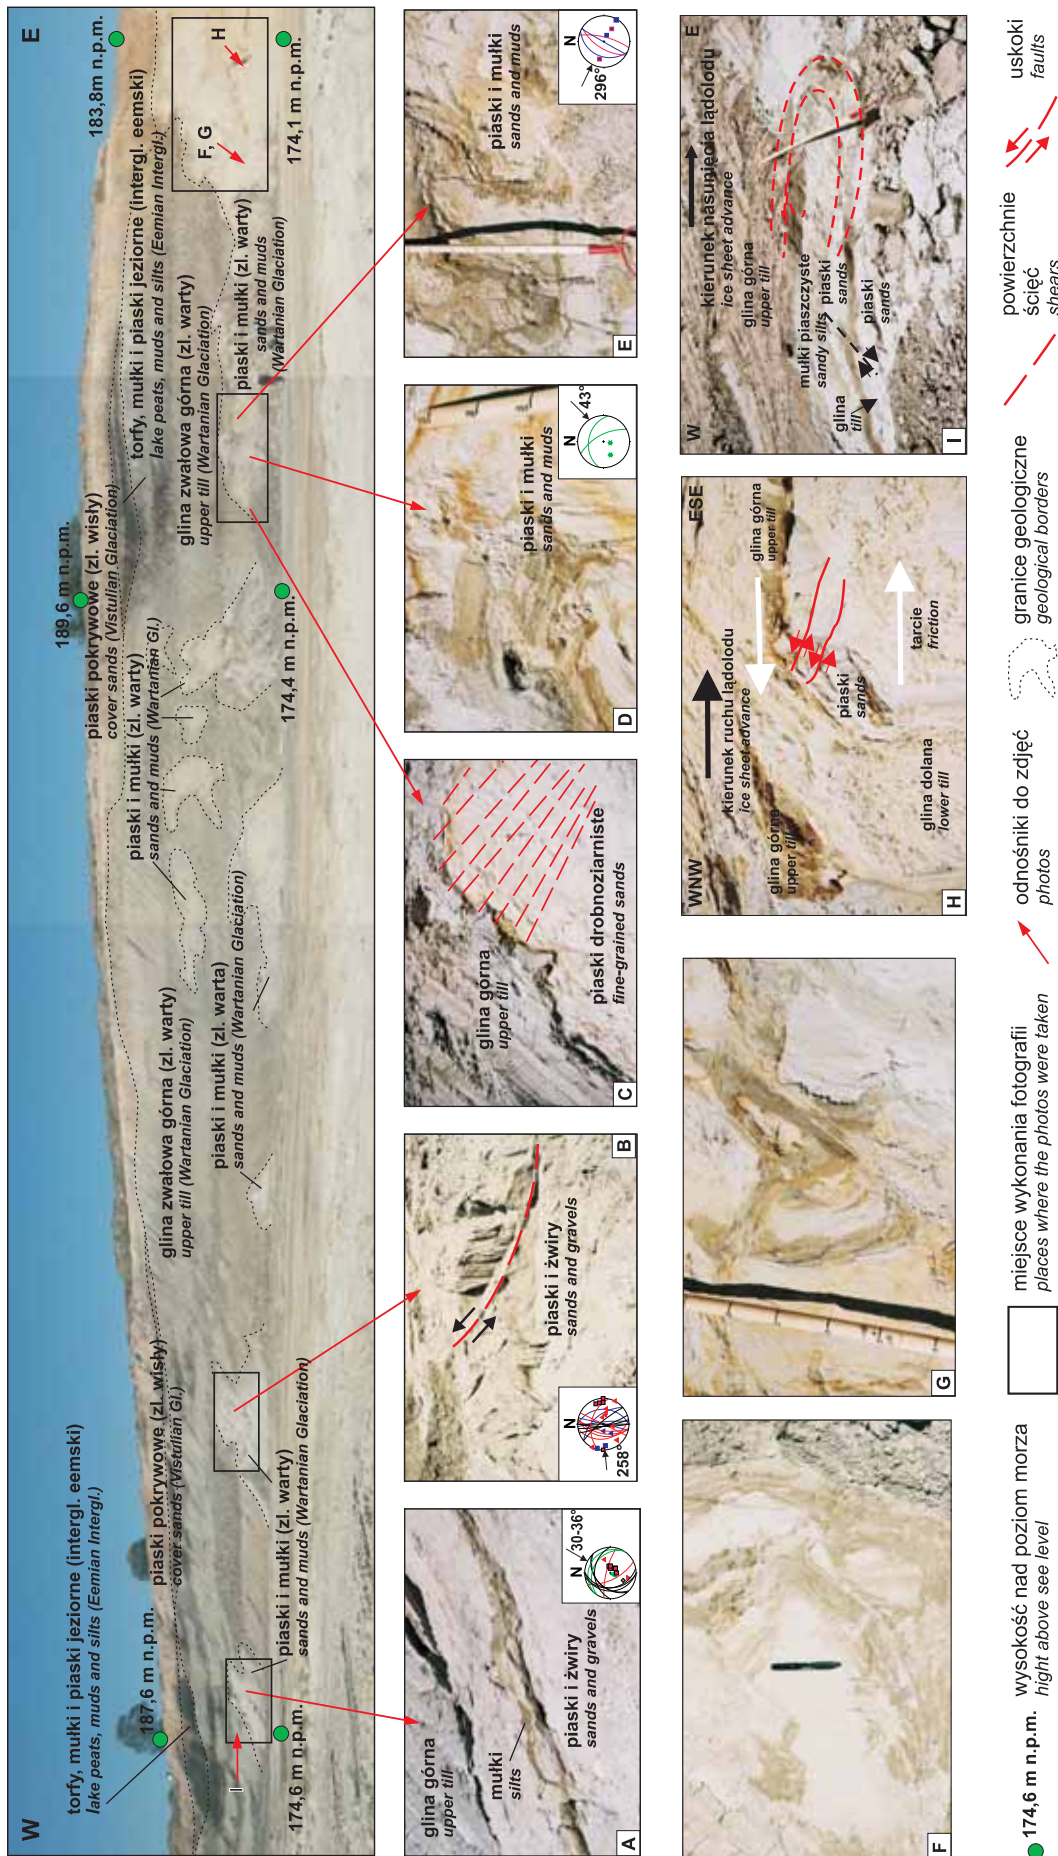 W
E
torfy, mułki i piaski jeziorne (intergl. eemski)
lake peats, muds and silts (Eemian Intergl.)
187,6 m n.p.m.
piaski pokrywowe (zl. wisły)
cover sands (Vistulian Gl.)
glina zwałowa górna (zl. warty)
upper till (Wartanian Glaciation)
piaski i mułki (zl. warta)
sands and muds (Wartanian Glaciation)
piaski i mułki (zl. warty)
sands and muds (Wartanian Gl.)
189,6 m n.p.m.
piaski pokrywowe (zl. wisły)
cover sands (Vistulian Glaciation)
183,8m n.p.m.
torfy, mułki i piaski jeziorne (intergl. eemski)
lake peats, muds and silts (Eemian Intergl.)
glina zwałowa górna (zl. warty)
upper till (Wartanian Glaciation)
piaski i mułki (zl. warty)
sands and muds
(Wartanian Glaciation)
F, G
H
I
174,6 m n.p.m.
piaski i mułki (zl. warty)
sands and muds (Wartanian Glaciation)
174,4 m n.p.m.
174,1 m n.p.m.
glina górna
upper till
mułki
silts
piaski i żwiry
sands and gravels
N
30-36°
A
N
258°
piaski i żwiry
sands and gravels
B
glina górna
upper till
piaski drobnoziarniste
fine-grained sands
C
piaski i mułki
sands and muds
N
43°
D
piaski i mułki
sands and muds
N
296°
E
F
G
WNW
ESE
kierunek ruchu lądolodu
ice sheet advance
glina górna
upper till
glina górna
upper till
piaski
sands
tarcie
friction
glina dolana
lower till
H
W
E
kierunek nasunięcia lądolodu
ice sheet advance
glina górna
upper till
mułki piaszczyste
sandy silts
piaski
sands
piaski
sands
glina
till
I
174,6 m n.p.m.
wysokość nad poziom morza
hight above see level
miejsce wykonania fotografii
places where the photos were taken
odnośniki do zdjęć
photos
granice geologiczne
geological borders
powierzchnie
ścięć
shears
uskoki
faults